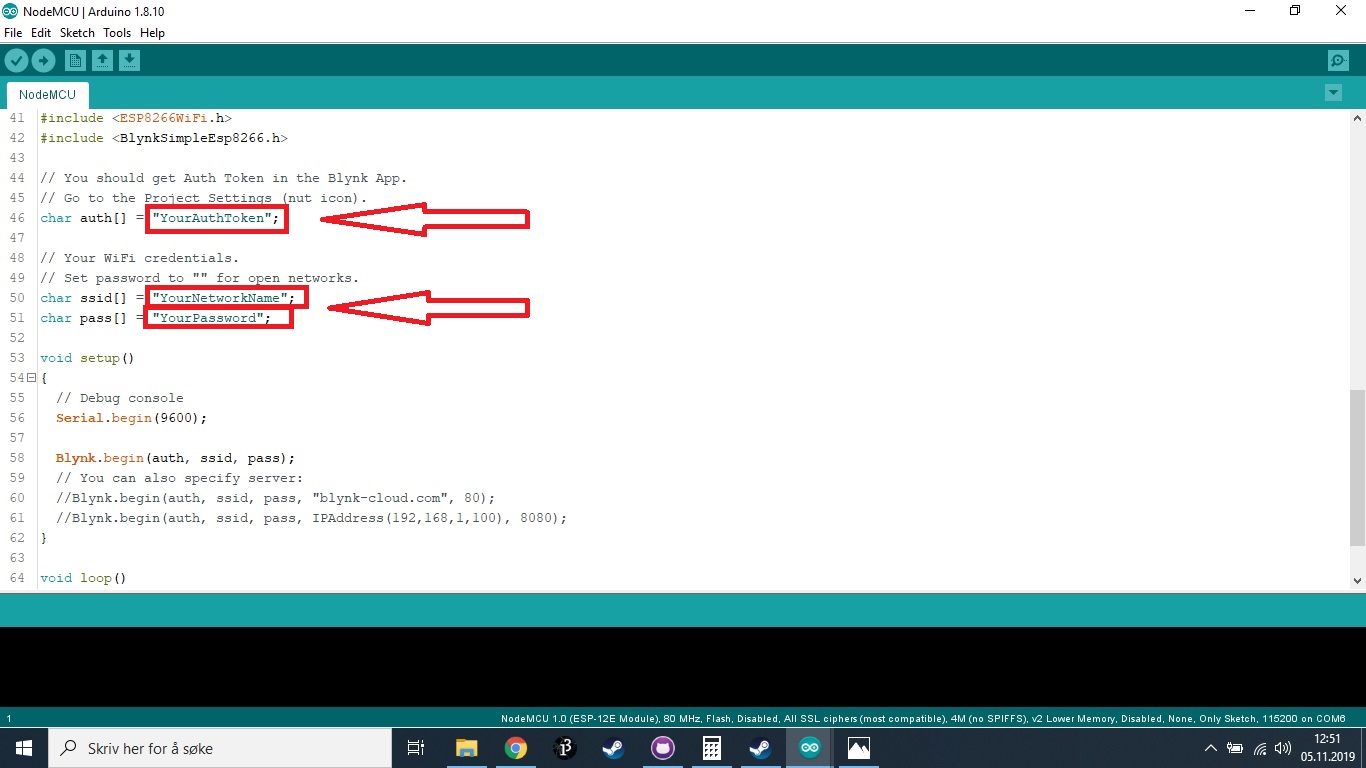 NodeMCU | Arduino 1.8.10
File Edit Sketch Tools Help
NodeMCU
41 #include <ESP8266WiFi.h>
42 #include <BlynkSimpleEsp8266.h>
43
44 // You should get Auth Token in the Blynk App.
45 // Go to the Project Settings (nut icon).
46 char auth[] = "YourAuthToken";
47
48 // Your WiFi credentials.
49 // Set password to "" for open networks.
50 char ssid[] = "YourNetworkName";
51 char pass[] = "YourPassword";
52
53 void setup()
54 {
55 // Debug console
56 Serial.begin(9600);
57
58 Blynk.begin(auth, ssid, pass);
59 // You can also specify server:
60 //Blynk.begin(auth, ssid, pass, "blynk-cloud.com", 80);
61 //Blynk.begin(auth, ssid, pass, IPAddress(192,168,1,100), 8080);
62 }
63
64 void loop()
1 NodeMCU 1.0 (ESP-12E Module), 80 MHz, Flash, Disabled, All SSL ciphers (most compatible), 4M (no SPIFFS), v2 Lower Memory, Disabled, None, Only Sketch, 115200 on COM6
Skriv her for å søke
12:51
05.11.2019